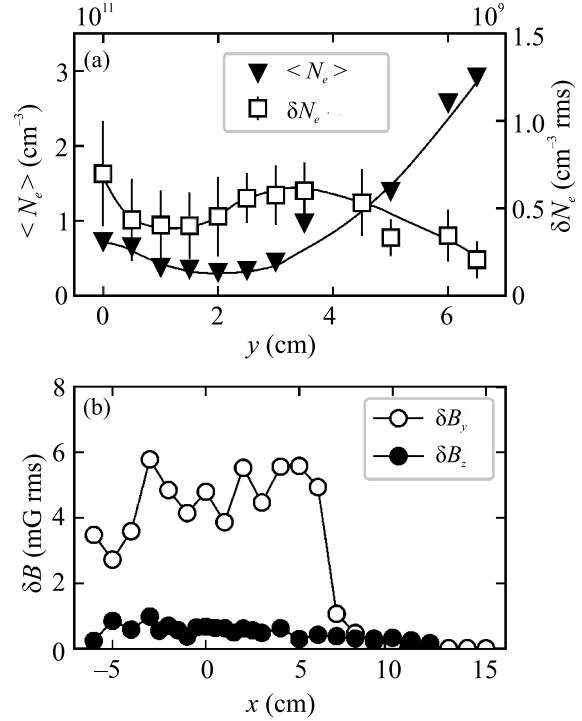 10¹¹ 10⁹
(a)
< Nₑ >
δNₑ
< Nₑ > (cm⁻³)
3
2
1
0
1.5
1.0
0.5
0
δNₑ (cm⁻³ rms)
0 2 4 6
y (cm)
(b)
δB_y
δB_z
δB (mG rms)
8
6
4
2
0
−5 0 5 10 15
x (cm)